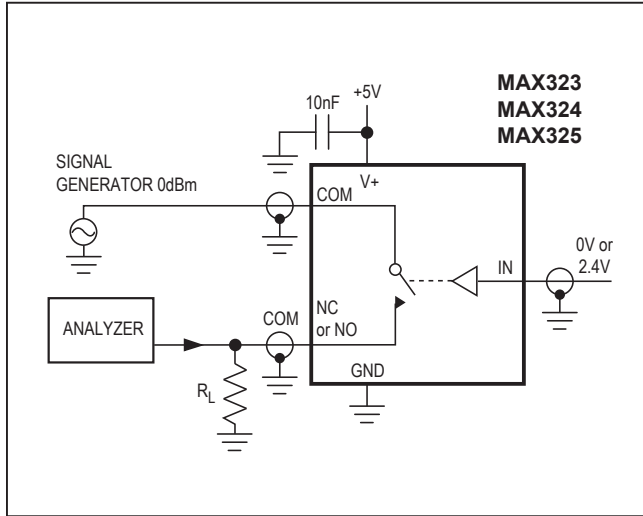 MAX323
MAX324
MAX325
10nF
+5V
SIGNAL
GENERATOR 0dBm
V+
COM
0V or
2.4V
IN
NC
or NO
COM
ANALYZER
GND
RL